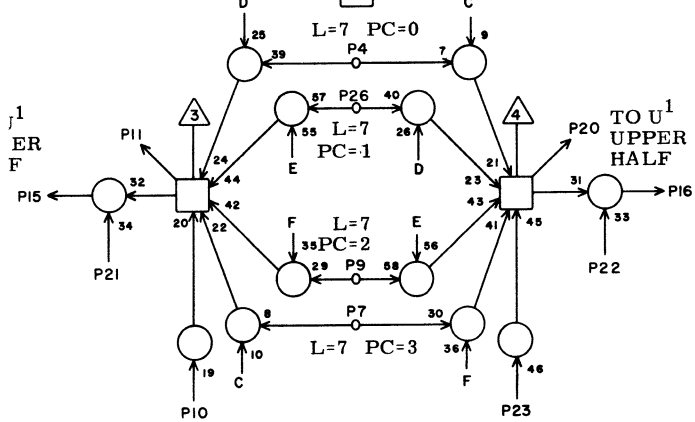 D
C
L=7 PC=0
25
9
39
P4
7
3
57
P26
40
4
TO U1
P11
55
L=7
26
P20
UPPER
ER
PC=1
HALF
F
24
E
D
21
44
23
P15
32
31
P16
42
43
34
20
22
F
L=7
E
41
45
33
35
PC=2
56
P21
29
P9
58
P22
8
P7
30
10
L=7 PC=3
36
19
C
F
46
P10
P23